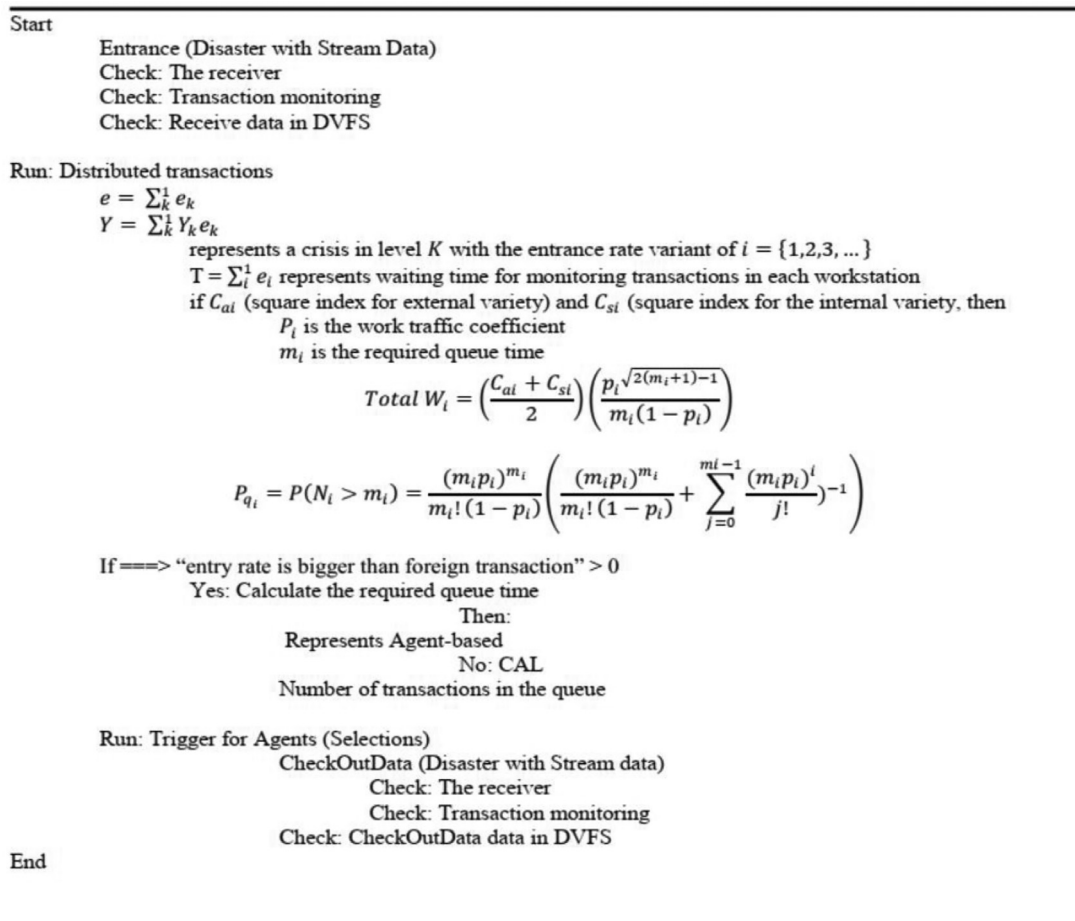 Start
Entrance (Disaster with Stream Data)
Check: The receiver
Check: Transaction monitoring
Check: Receive data in DVFS
Run: Distributed transactions
e = ∑_k^1 e_k
Y = ∑_k^1 Y_k e_k
represents a crisis in level K with the entrance rate variant of i = {1,2,3, ... }
T = ∑_i^1 e_i represents waiting time for monitoring transactions in each workstation
if C_ai (square index for external variety) and C_si (square index for the internal variety, then
P_i is the work traffic coefficient
m_i is the required queue time
Total W_i = ((C_ai + C_si)/2) (p_i^√(2(m_i+1)−1) / (m_i(1 − p_i)))
P_q_i = P(N_i > m_i) = (m_i p_i)^m_i / (m_i! (1 − p_i)) ((m_i p_i)^m_i / (m_i! (1 − p_i)) + ∑_{j=0}^{mi−1} (m_i p_i)^i / j!)^−1)
If ===> “entry rate is bigger than foreign transaction” > 0
Yes: Calculate the required queue time
Then:
Represents Agent-based
No: CAL
Number of transactions in the queue
Run: Trigger for Agents (Selections)
CheckOutData (Disaster with Stream data)
Check: The receiver
Check: Transaction monitoring
Check: CheckOutData data in DVFS
End